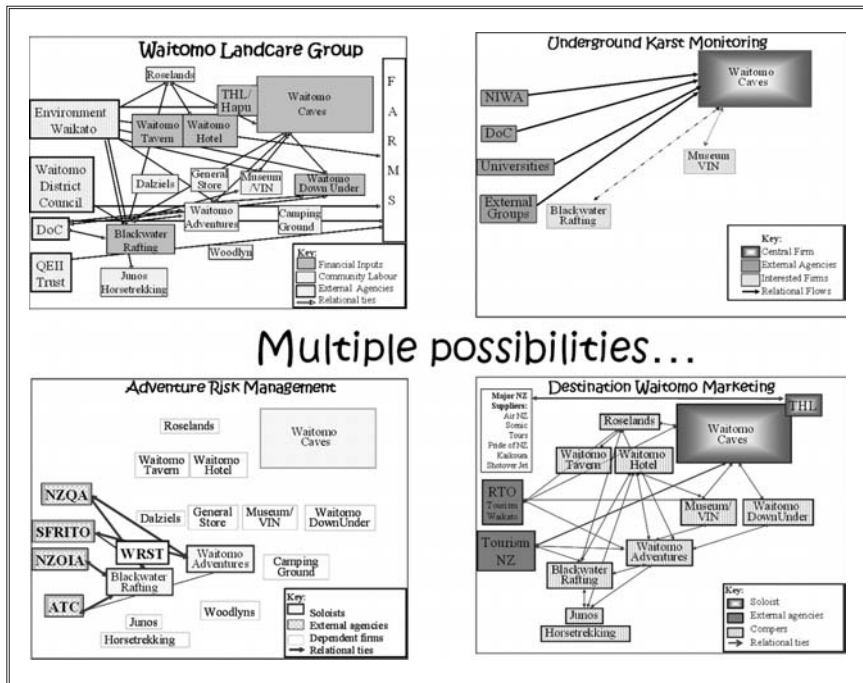 Waitomo Landcare Group
Roselands
THL/
Hapu
Waitomo
Caves
F
A
R
M
S
Environment
Waikato
Waitomo
Tavern
Waitomo
Hotel
Waitomo
District
Council
Dalziels
General
Store
Museum
/VIN
Waitomo
Down Under
Waitomo
Adventures
Camping
Ground
DoC
Blackwater
Rafting
Woodlyn
QEII
Trust
Junos
Horsetrekking
Key:
Financial Inputs
Community Labour
External Agencies
Relational ties
Underground Karst Monitoring
Waitomo
Caves
NIWA
DoC
Universities
External
Groups
Museum
VIN
Blackwater
Rafting
Key:
Central Firm
External Agencies
Interested Firms
Relational Flows
Multiple possibilities...
Adventure Risk Management
Roselands
Waitomo
Caves
Waitomo
Tavern
Waitomo
Hotel
NZQA
SFRITO
NZOIA
ATC
Dalziels
General
Store
Museum/
VIN
Waitomo
DownUnder
WRST
Blackwater
Rafting
Waitomo
Adventures
Camping
Ground
Junos
Horsetrekking
Woodlyns
Key:
Soloists
External agencies
Dependent firms
Relational ties
Destination Waitomo Marketing
Major NZ
Suppliers:
Air NZ
Scenic
Tours
Pride of NZ
Kaikoura
Shotover Jet
THL
Roselands
Waitomo
Caves
Waitomo
Tavern
Waitomo
Hotel
RTO
Tourism
Waikato
Museum/
VIN
Waitomo
DownUnder
Tourism
NZ
Waitomo
Adventures
Blackwater
Rafting
Junos
Horsetrekking
Key:
Soloist
External agencies
Compers
Relational ties